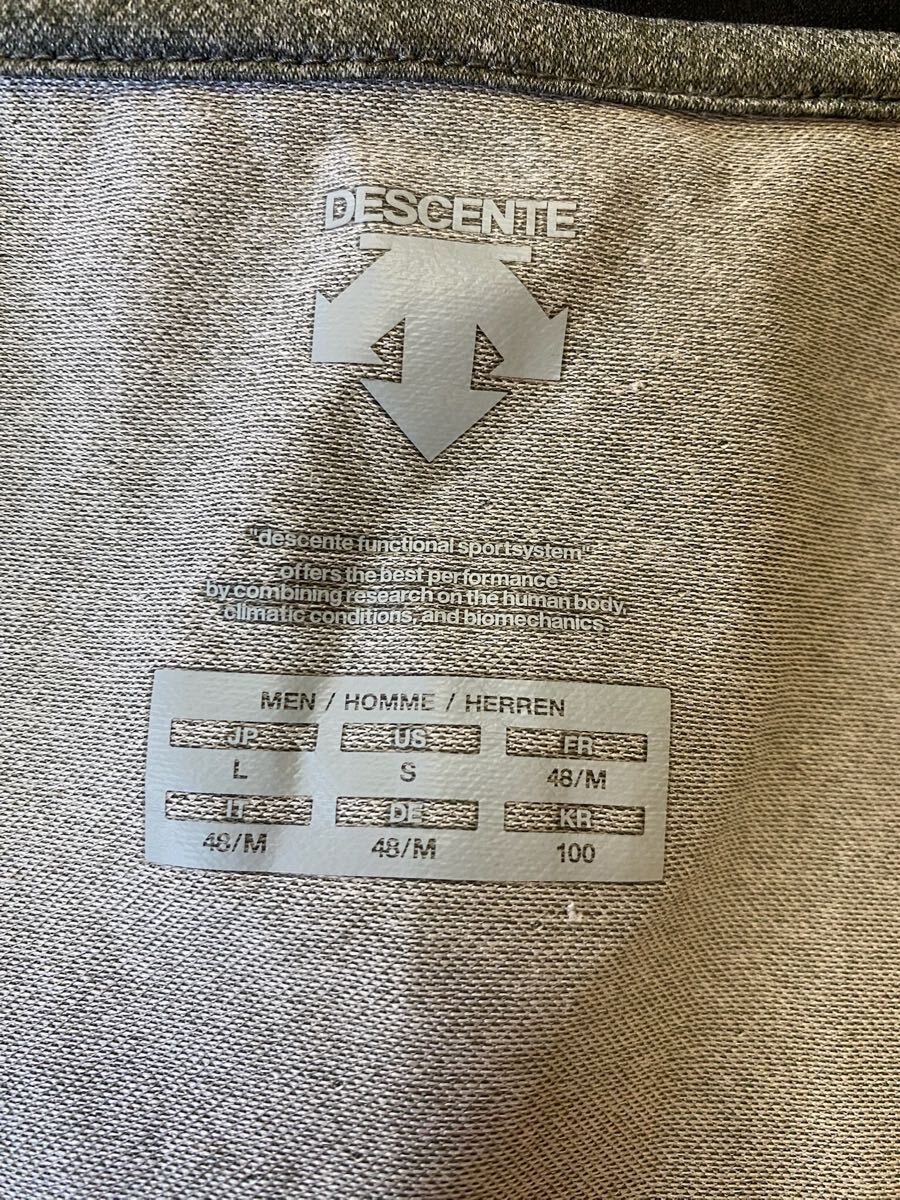 DESCENTE
"descente functional sportsystem"
offers the best performance
by combining research on the human body,
climatic conditions, and biomechanics.
MEN / HOMME / HERREN
JP US FR
L S 48/M
IT DE KR
48/M 48/M 100